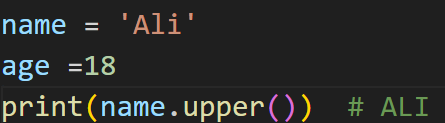 name = 'Ali'
age =18
print(name.upper())  # ALI